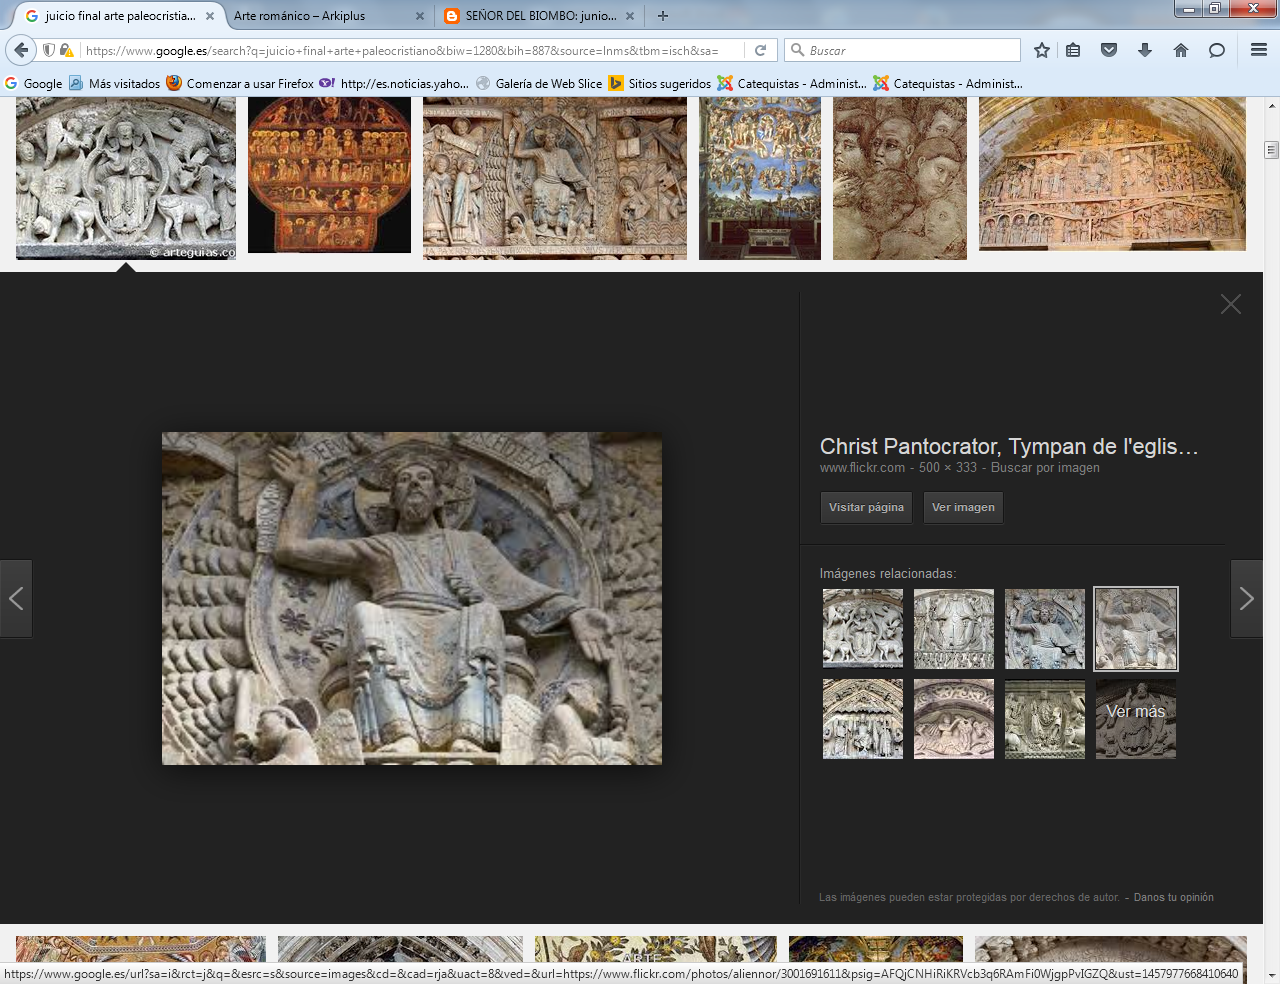 juicio final arte paleocristia...
Arte románico – Arkiplus
SEÑOR DEL BIOMBO: junio...
https://www.google.es/search?q=juicio+final+arte+paleocristiano&biw=1280&bih=887&source=lnms&tbm=isch&sa=
Buscar
Google
Más visitados
Comenzar a usar Firefox
http://es.noticias.yaho...
Galería de Web Slice
Sitios sugeridos
Catequistas - Administ...
Catequistas - Administ...
© arteguias.co
Christ Pantocrator, Tympan de l'eglis...
www.flickr.com - 500 × 333 - Buscar por imagen
Visitar página
Ver imagen
Imágenes relacionadas:
Ver más
Las imágenes pueden estar protegidas por derechos de autor. - Danos tu opinión
ARTE
https://www.google.es/url?sa=i&rct=j&q=&esrc=s&source=images&cd=&cad=rja&uact=8&ved=&url=https://www.flickr.com/photos/aliennor/3001691611&psig=AFQjCNHiRiKRVcb3q6RAmFi0WjgpPvIGZQ&ust=1457977668410640